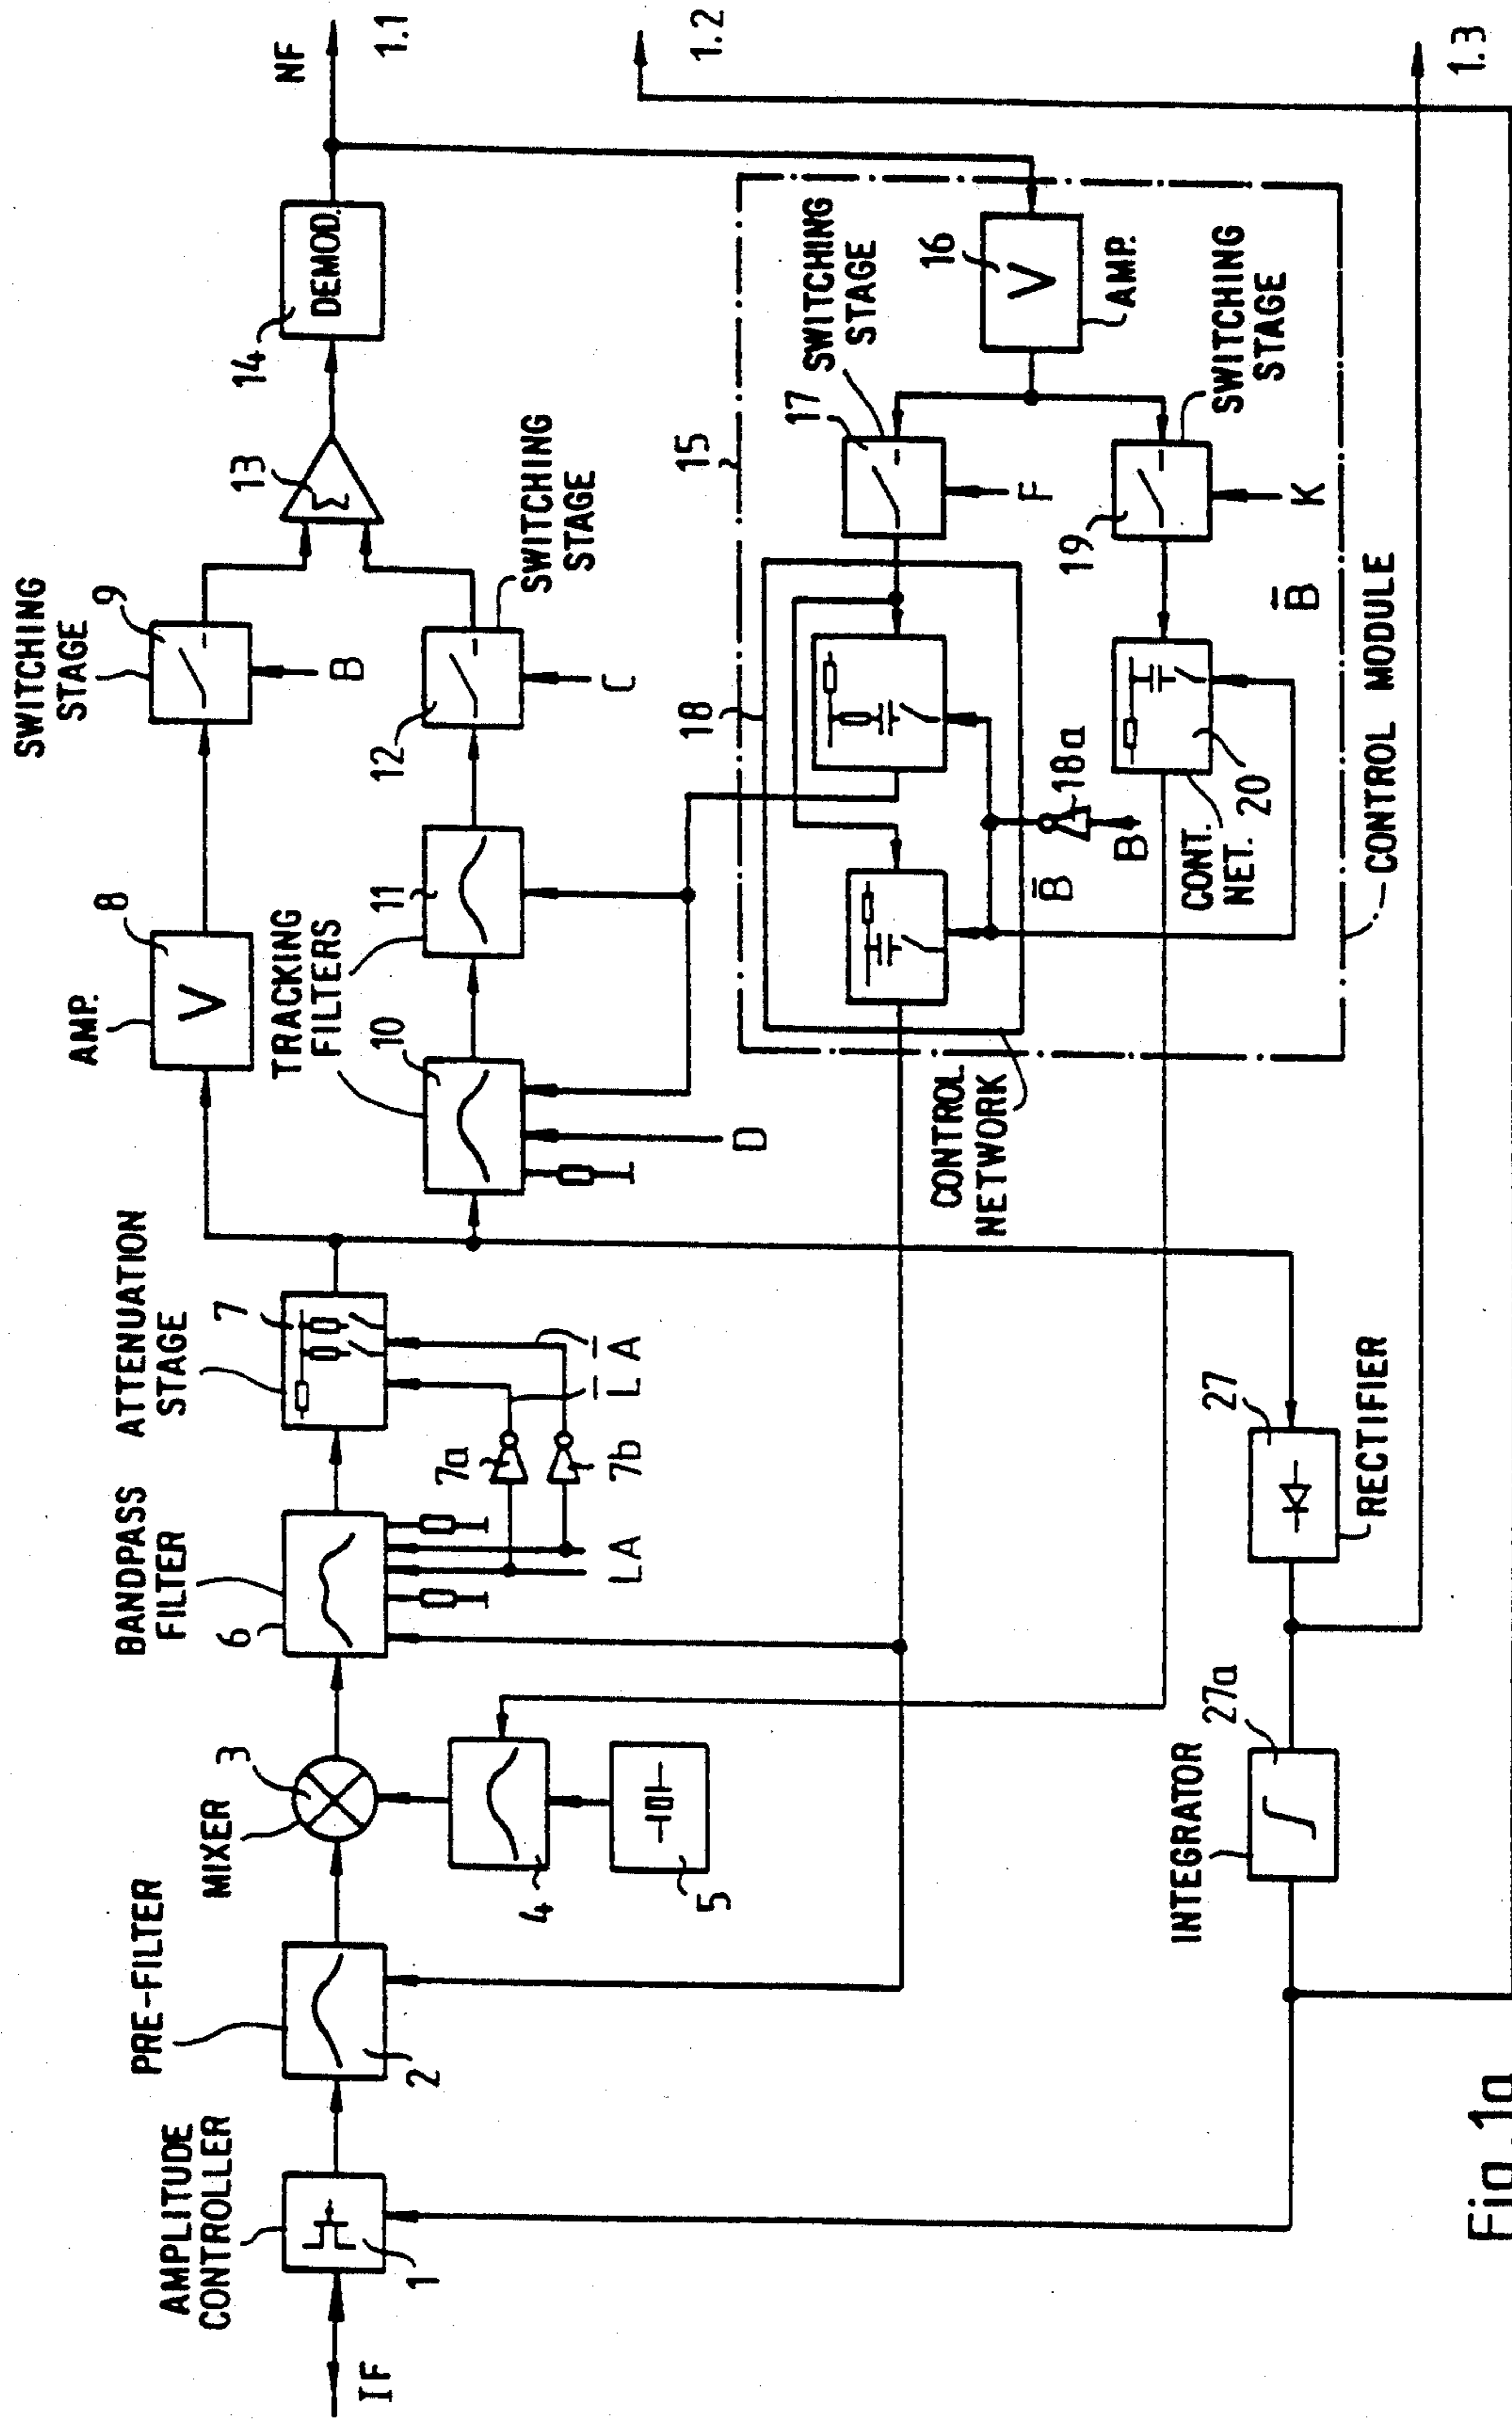 IF
AMPLITUDE
CONTROLLER
1
PRE-FILTER
2
MIXER
3
4
5
BANDPASS
FILTER
6
ATTENUATION
STAGE
7
7a
7b
LA
L̅ A̅
AMP.
8
V
SWITCHING
STAGE
9
B
TRACKING
FILTERS
10
D
11
12
SWITCHING
STAGE
C
13
Σ
14
DEMOD.
NF
1.1
1.2
1.3
15
16
V
AMP.
17
SWITCHING
STAGE
F
18
18a
B
B̅
CONTROL
NETWORK
19
SWITCHING
STAGE
K
CONT.
NET.
20
B̅
CONTROL MODULE
27
RECTIFIER
27a
INTEGRATOR
∫
Fig.1a